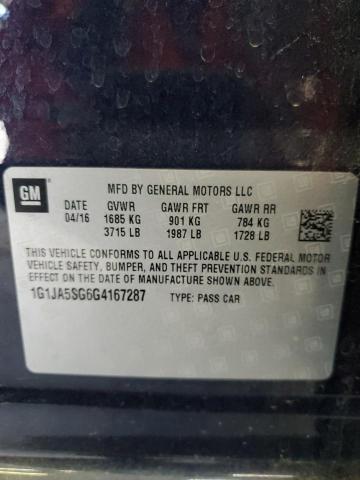 GM
MFD BY GENERAL MOTORS LLC
DATE GVWR GAWR FRT GAWR RR
04/16 1685 KG 901 KG 784 KG
3715 LB 1987 LB 1728 LB
THIS VEHICLE CONFORMS TO ALL APPLICABLE U.S. FEDERAL MOTOR
VEHICLE SAFETY, BUMPER, AND THEFT PREVENTION STANDARDS IN
EFFECT ON THE DATE OF MANUFACTURE SHOWN ABOVE.
1G1JA5SG6G4167287 TYPE: PASS CAR